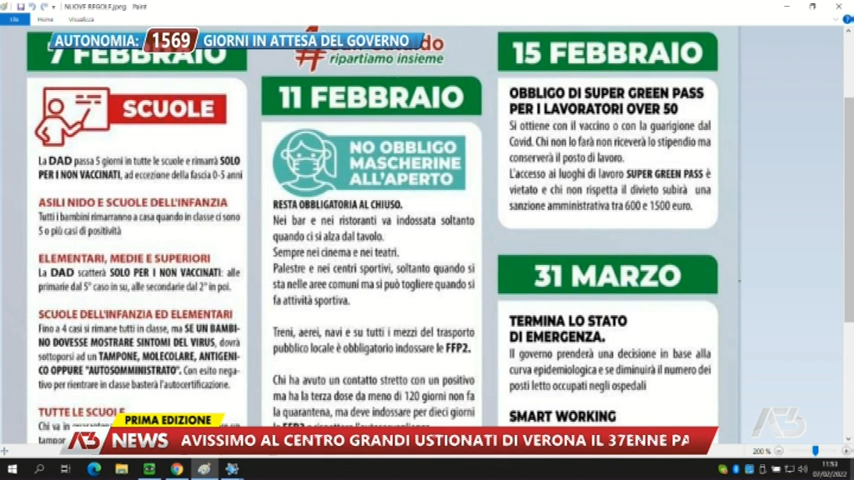 NUOVE REGOLE.jpeg - Paint
File
Home
Visualizza
AUTONOMIA: 1569 GIORNI IN ATTESA DEL GOVERNO
ripartiamo insieme
7 FEBBRAIO
SCUOLE
La DAD passa 5 giorni in tutte le scuole e rimarrà SOLO
PER I NON VACCINATI, ad eccezione della fascia 0-5 anni
ASILI NIDO E SCUOLE DELL'INFANZIA
Tutti i bambini rimarranno a casa quando in classe ci sono
5 o più casi di positività
ELEMENTARI, MEDIE E SUPERIORI
La DAD scatterà SOLO PER I NON VACCINATI: alle
primarie dal 5° caso in su, alle secondarie dal 2° in poi.
SCUOLE DELL'INFANZIA ED ELEMENTARI
Fino a 4 casi si rimane tutti in classe, ma SE UN BAMBI-
NO DOVESSE MOSTRARE SINTOMI DEL VIRUS, dovrà
sottoporsi ad un TAMPONE, MOLECOLARE, ANTIGENI-
CO OPPURE "AUTOSOMMINISTRATO". Con esito nega-
tivo per rientrare in classe basterà l'autocertificazione.
TUTTE LE SCUOLE
Chi va in
11 FEBBRAIO
NO OBBLIGO
MASCHERINE
ALL'APERTO
RESTA OBBLIGATORIA AL CHIUSO.
Nei bar e nei ristoranti va indossata soltanto
quando ci si alza dal tavolo.
Sempre nei cinema e nei teatri.
Palestre e nei centri sportivi, soltanto quando si
sta nelle aree comuni ma si può togliere quando si
fa attività sportiva.
Treni, aerei, navi e su tutti i mezzi del trasporto
pubblico locale è obbligatorio indossare le FFP2.
Chi ha avuto un contatto stretto con un positivo
ma ha la terza dose da meno di 120 giorni non fa
la quarantena, ma deve indossare per dieci giorni
15 FEBBRAIO
OBBLIGO DI SUPER GREEN PASS
PER I LAVORATORI OVER 50
Si ottiene con il vaccino o con la guarigione dal
Covid. Chi non lo farà non riceverà lo stipendio ma
conserverà il posto di lavoro.
L'accesso ai luoghi di lavoro SUPER GREEN PASS è
vietato e chi non rispetta il divieto subirà una
sanzione amministrativa tra 600 e 1500 euro.
31 MARZO
TERMINA LO STATO
DI EMERGENZA.
Il governo prenderà una decisione in base alla
curva epidemiologica e se diminuirà il numero dei
posti letto occupati negli ospedali
SMART WORKING
PRIMA EDIZIONE
A3 NEWS AVISSIMO AL CENTRO GRANDI USTIONATI DI VERONA IL 37ENNE PA
A3
200 %
11:53
07/02/2022